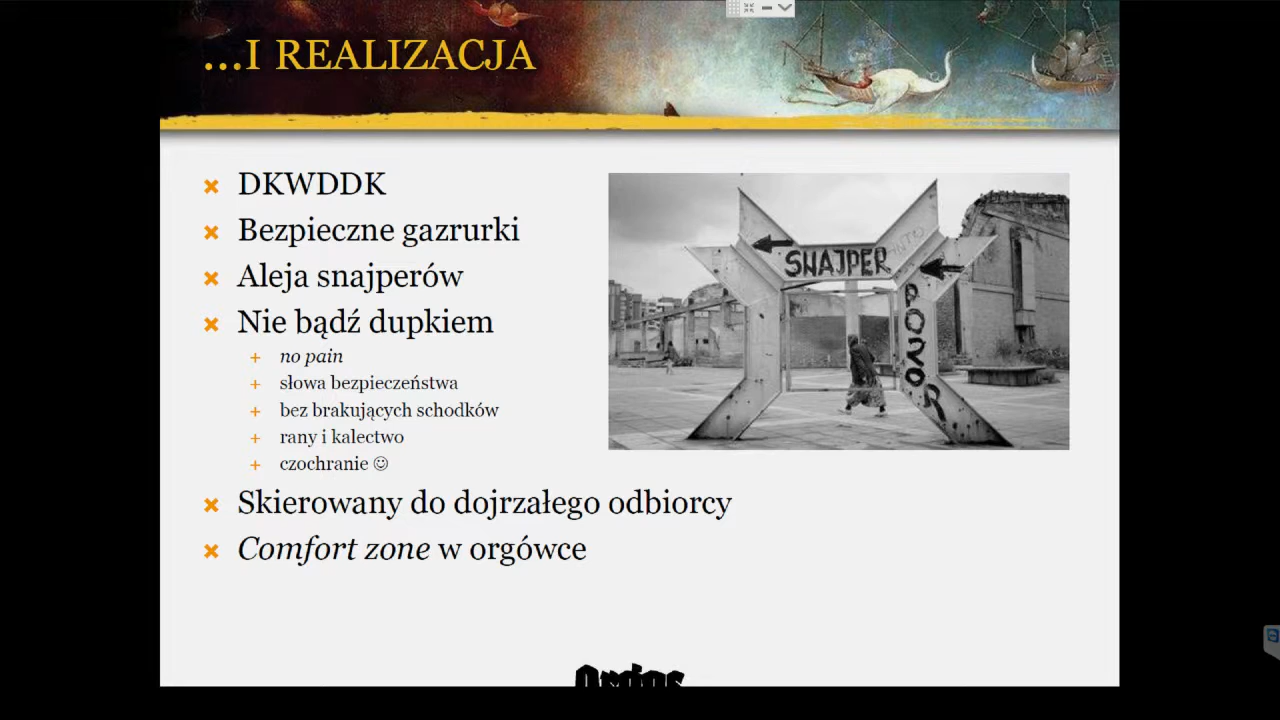 ...I REALIZACJA
DKWDDK
Bezpieczne gazrurki
Aleja snajperów
Nie bądź dupkiem
no pain
słowa bezpieczeństwa
bez brakujących schodków
rany i kalectwo
czochranie ☺
Skierowany do dojrzałego odbiorcy
Comfort zone w orgówce
SNAJPER
POZOR